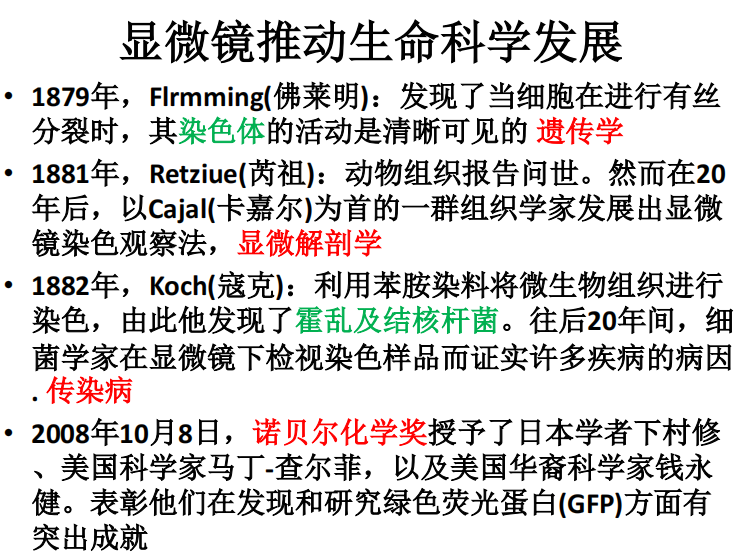 显微镜推动生命科学发展
• 1879年，Flrmming(佛莱明)：发现了当细胞在进行有丝
分裂时，其染色体的活动是清晰可见的 遗传学
• 1881年，Retziue(芮祖)：动物组织报告问世。然而在20
年后，以Cajal(卡嘉尔)为首的一群组织学家发展出显微
镜染色观察法，显微解剖学
• 1882年，Koch(寇克)：利用苯胺染料将微生物组织进行
染色，由此他发现了霍乱及结核杆菌。往后20年间，细
菌学家在显微镜下检视染色样品而证实许多疾病的病因
. 传染病
• 2008年10月8日，诺贝尔化学奖授予了日本学者下村修
、美国科学家马丁-查尔菲，以及美国华裔科学家钱永
健。表彰他们在发现和研究绿色荧光蛋白(GFP)方面有
突出成就